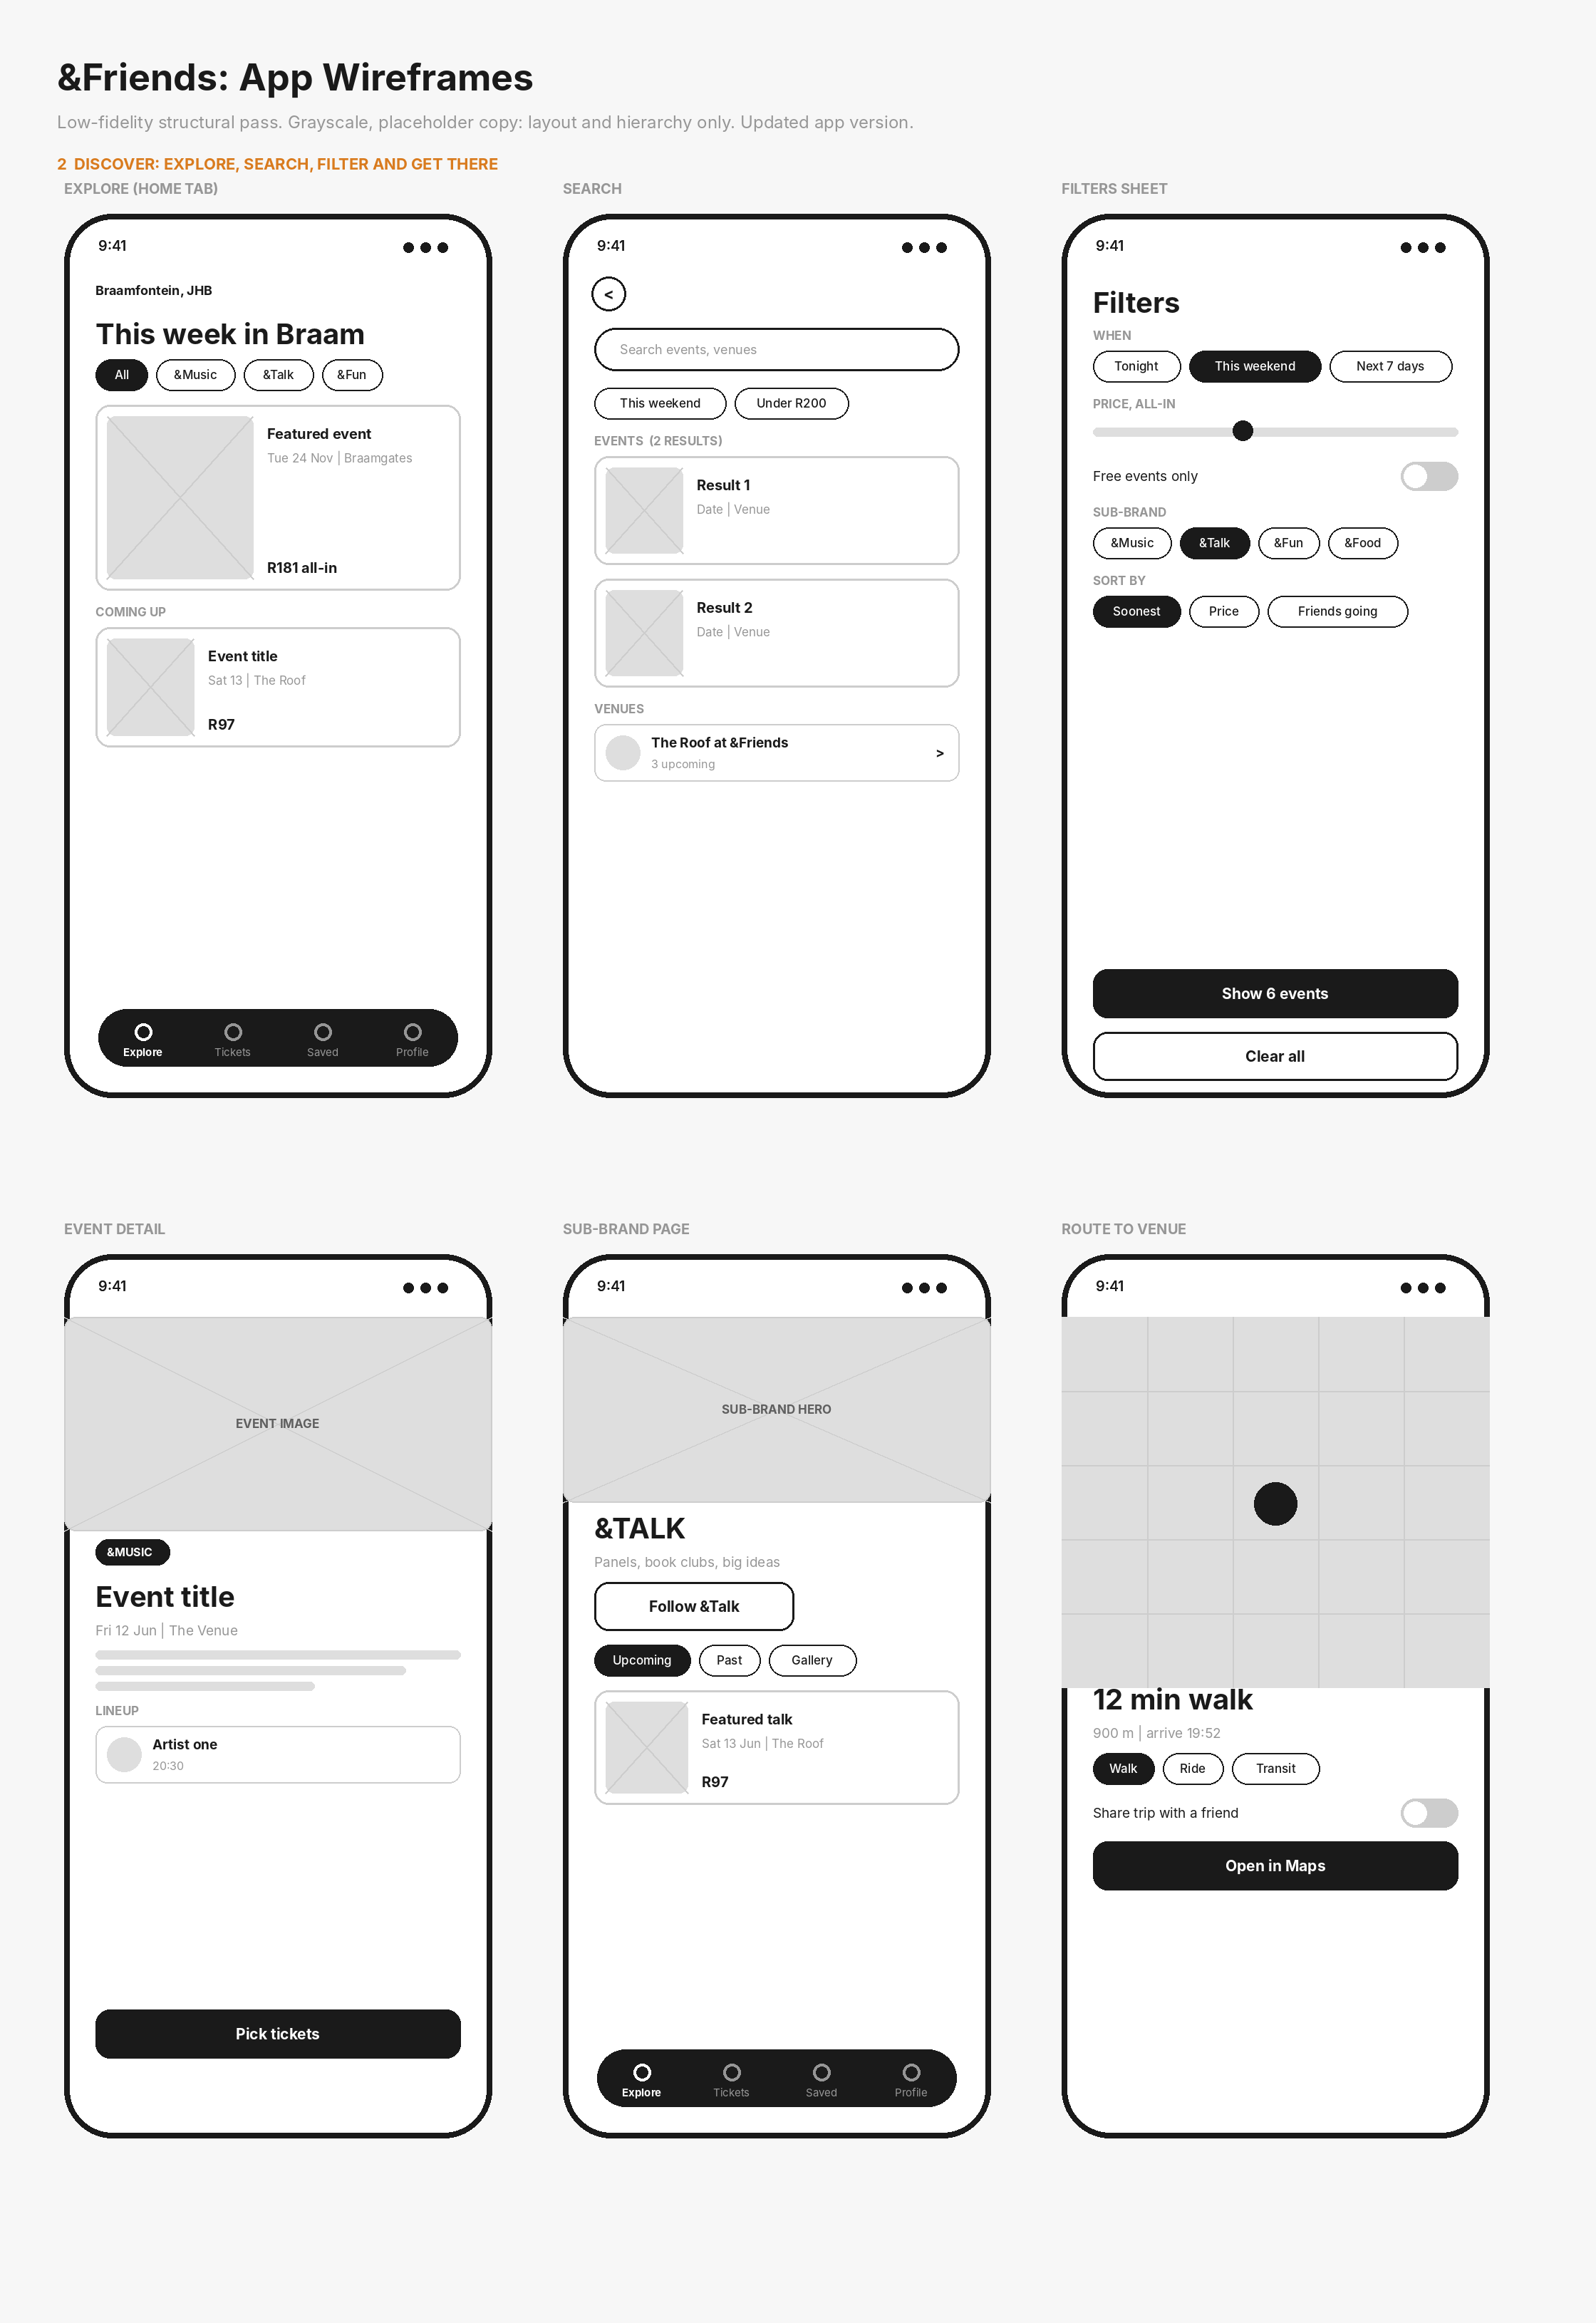 &Friends: App Wireframes
Low-fidelity structural pass. Grayscale, placeholder copy: layout and hierarchy only. Updated app version.
2 DISCOVER: EXPLORE, SEARCH, FILTER AND GET THERE
EXPLORE (HOME TAB)
9:41
Braamfontein, JHB
This week in Braam
All &Music &Talk &Fun
Featured event
Tue 24 Nov | Braamgates
R181 all-in
COMING UP
Event title
Sat 13 | The Roof
R97
Explore Tickets Saved Profile
SEARCH
9:41
<
Search events, venues
This weekend Under R200
EVENTS (2 RESULTS)
Result 1
Date | Venue
Result 2
Date | Venue
VENUES
The Roof at &Friends
3 upcoming
>
FILTERS SHEET
9:41
Filters
WHEN
Tonight This weekend Next 7 days
PRICE, ALL-IN
Free events only
SUB-BRAND
&Music &Talk &Fun &Food
SORT BY
Soonest Price Friends going
Show 6 events
Clear all
EVENT DETAIL
9:41
EVENT IMAGE
&MUSIC
Event title
Fri 12 Jun | The Venue
LINEUP
Artist one
20:30
Pick tickets
SUB-BRAND PAGE
9:41
SUB-BRAND HERO
&TALK
Panels, book clubs, big ideas
Follow &Talk
Upcoming Past Gallery
Featured talk
Sat 13 Jun | The Roof
R97
Explore Tickets Saved Profile
ROUTE TO VENUE
9:41
12 min walk
900 m | arrive 19:52
Walk Ride Transit
Share trip with a friend
Open in Maps